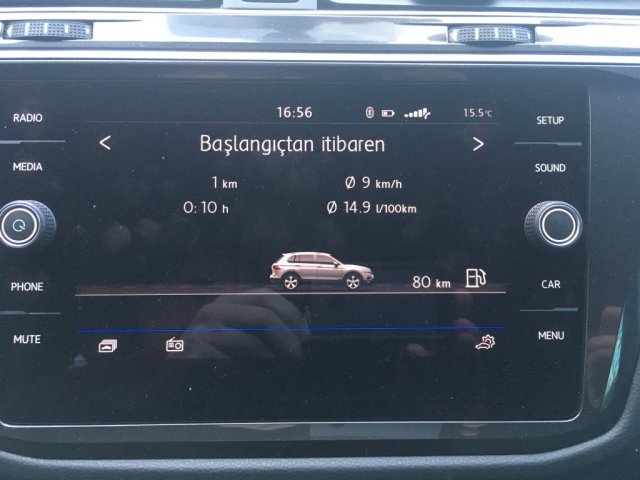 16:56 15.5°C
RADIO
SETUP
< Başlangıçtan itibaren >
MEDIA
SOUND
1 km Ø 9 km/h
0:10 h Ø 14.9 l/100km
PHONE
80 km
CAR
MUTE
MENU